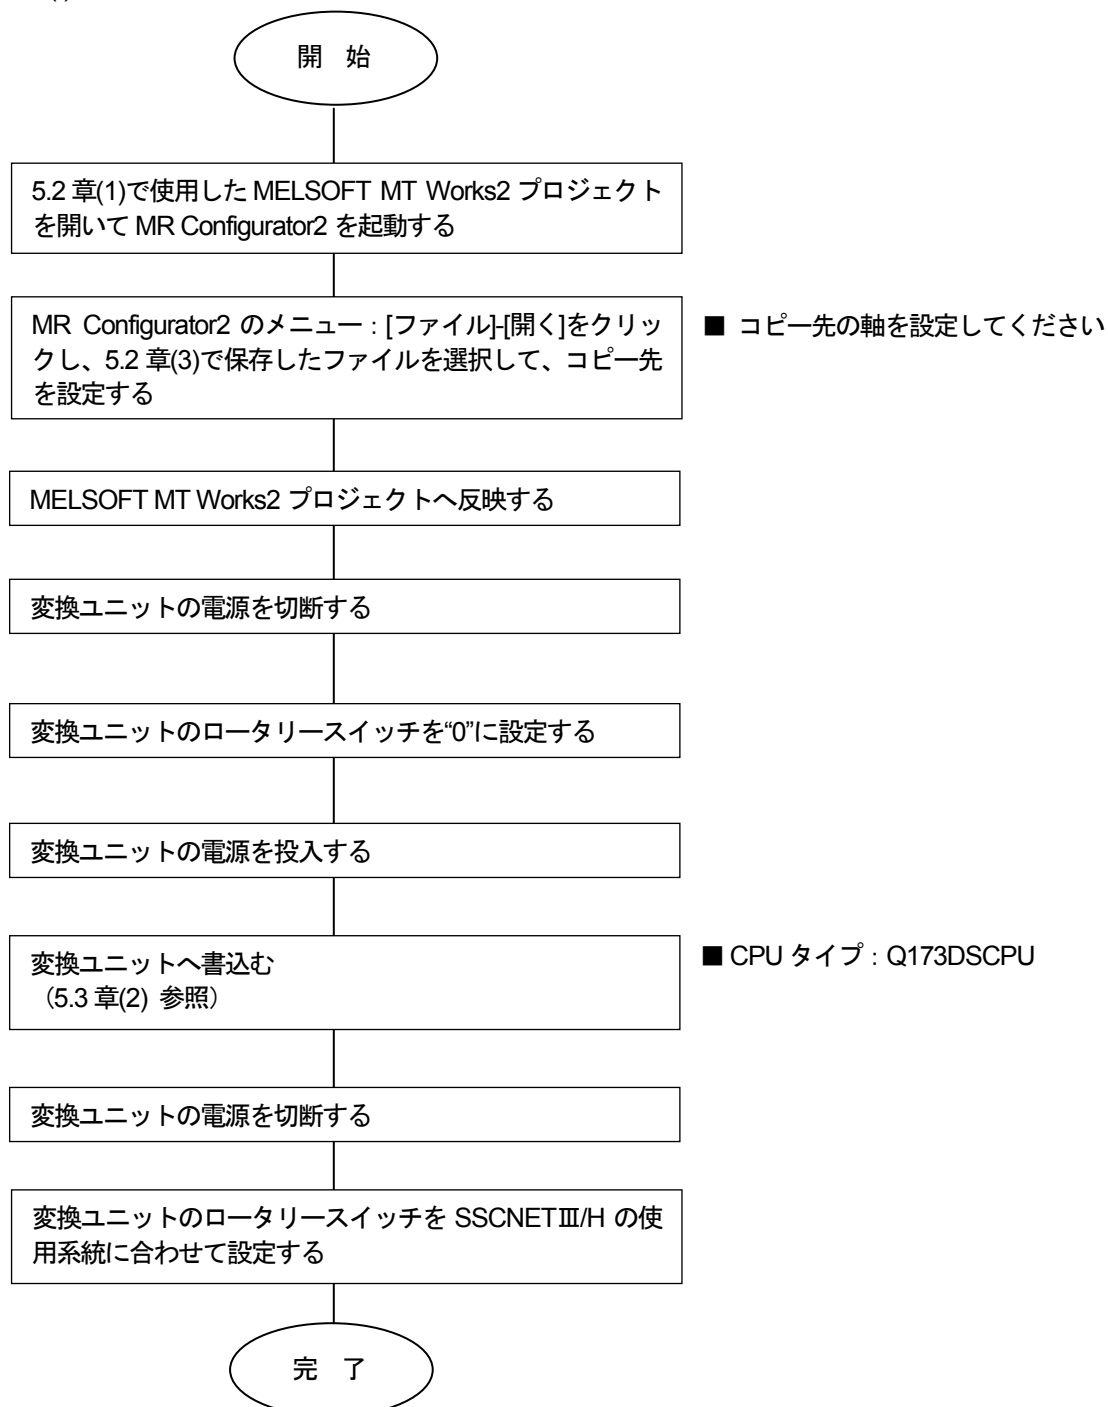 開 始
5.2 章(1)で使用した MELSOFT MT Works2 プロジェクト
を開いて MR Configurator2 を起動する
MR Configurator2 のメニュー：[ファイル]-[開く]をクリッ
クし、5.2 章(3)で保存したファイルを選択して、コピー先
を設定する
■ コピー先の軸を設定してください
MELSOFT MT Works2 プロジェクトへ反映する
変換ユニットの電源を切断する
変換ユニットのロータリースイッチを“0”に設定する
変換ユニットの電源を投入する
変換ユニットへ書込む
（5.3 章(2) 参照）
■ CPU タイプ：Q173DSCPU
変換ユニットの電源を切断する
変換ユニットのロータリースイッチを SSCNETⅢ/H の使
用系統に合わせて設定する
完 了